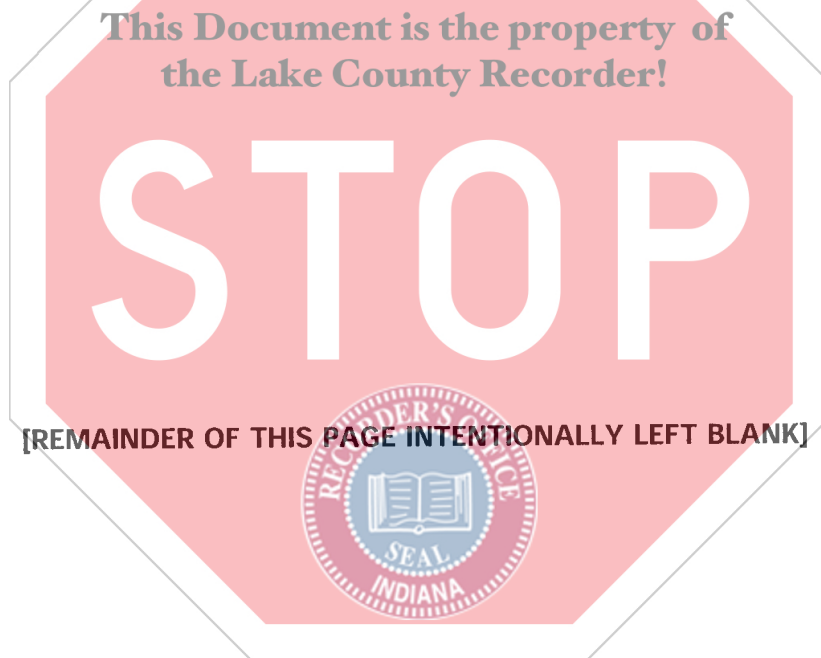 This Document is the property of
the Lake County Recorder!
STOP
[REMAINDER OF THIS PAGE INTENTIONALLY LEFT BLANK]
RECORDER'S OFFICE
SEAL
INDIANA